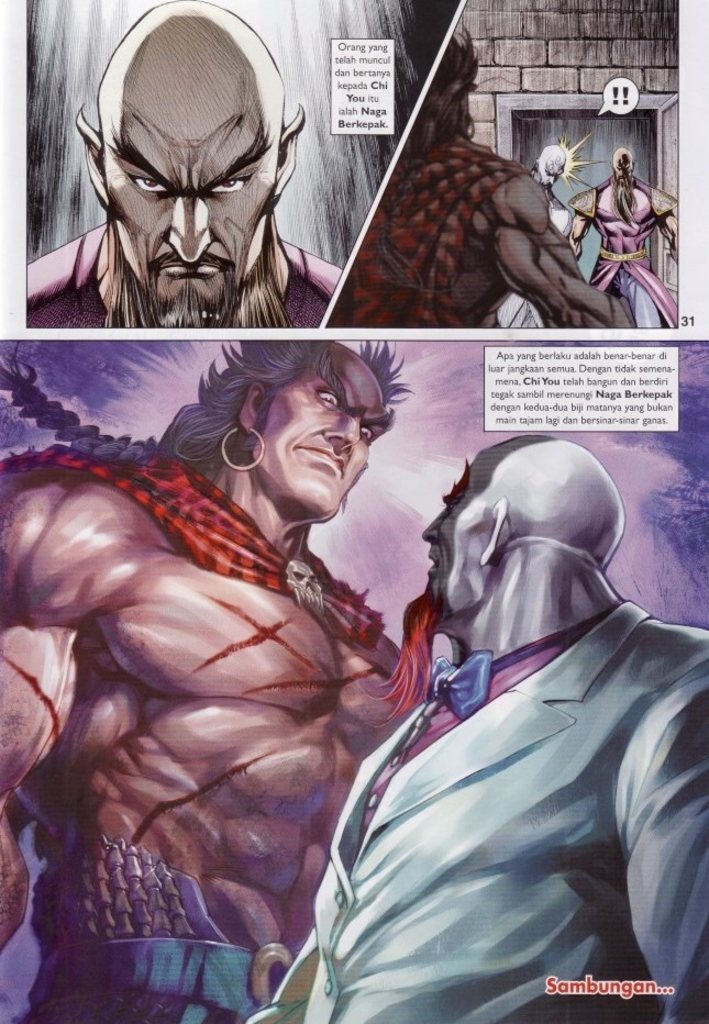 Orang yang
telah muncul
dan bertanya
kepada Chi
You itu
ialah Naga
Berkepak.
!!
31
Apa yang berlaku adalah benar-benar di
luar jangkaan semua. Dengan tidak semena-
mena, Chi You telah bangun dan berdiri
tegak sambil merenungi Naga Berkepak
dengan kedua-dua biji matanya yang bukan
main tajam lagi dan bersinar-sinar ganas.
Sambungan...